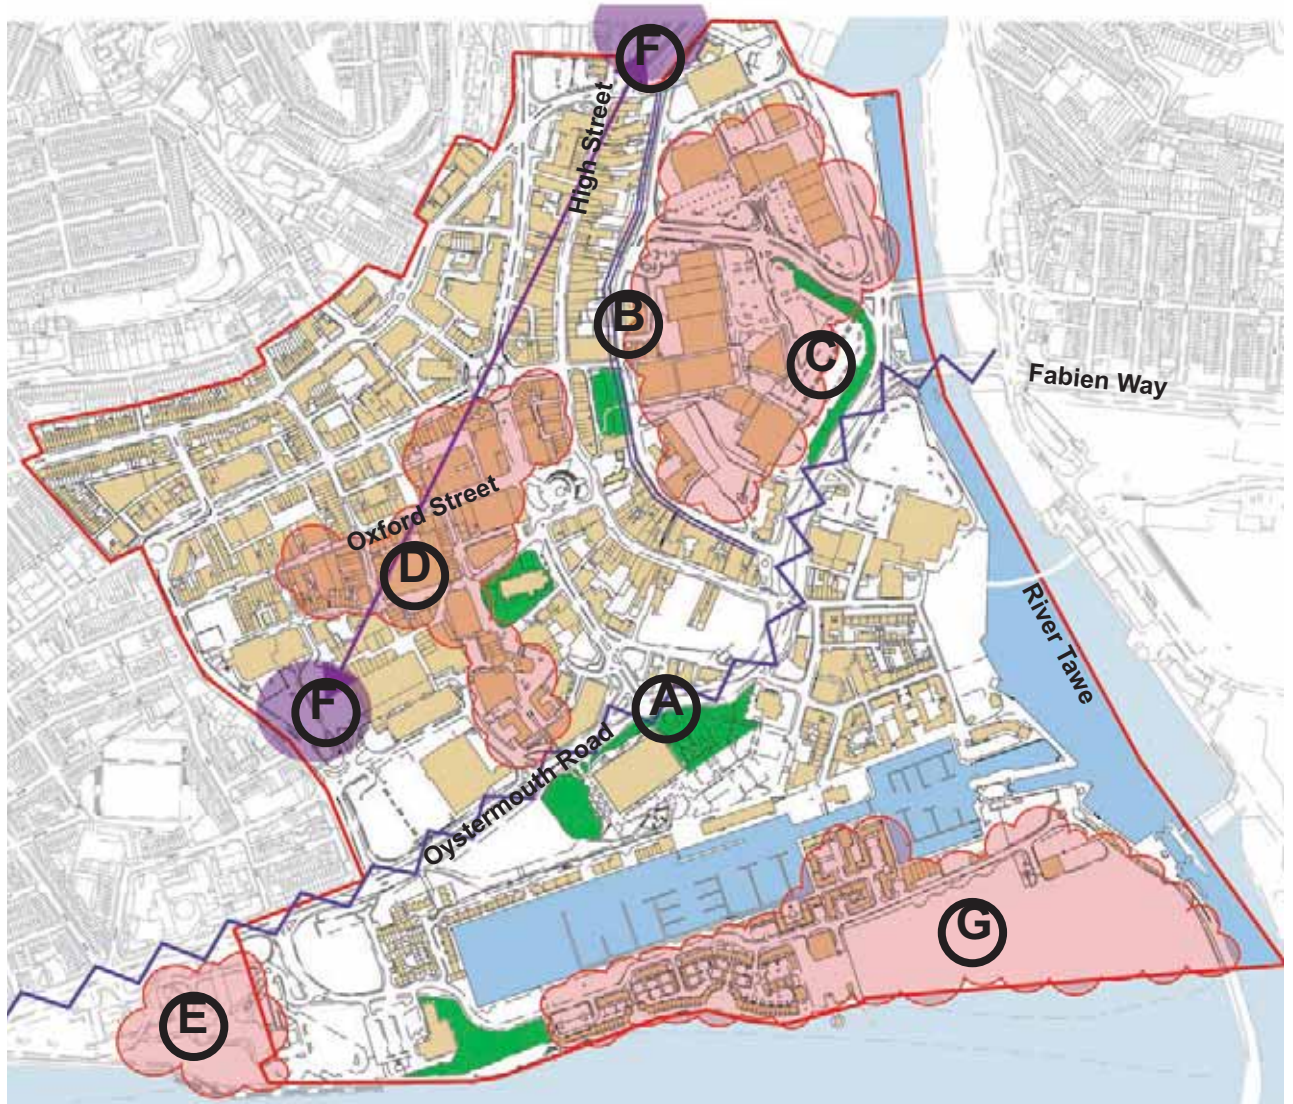 F
High Street
B
C
Fabien Way
Oxford Street
D
River Tawe
F
A
Oystermouth Road
G
E